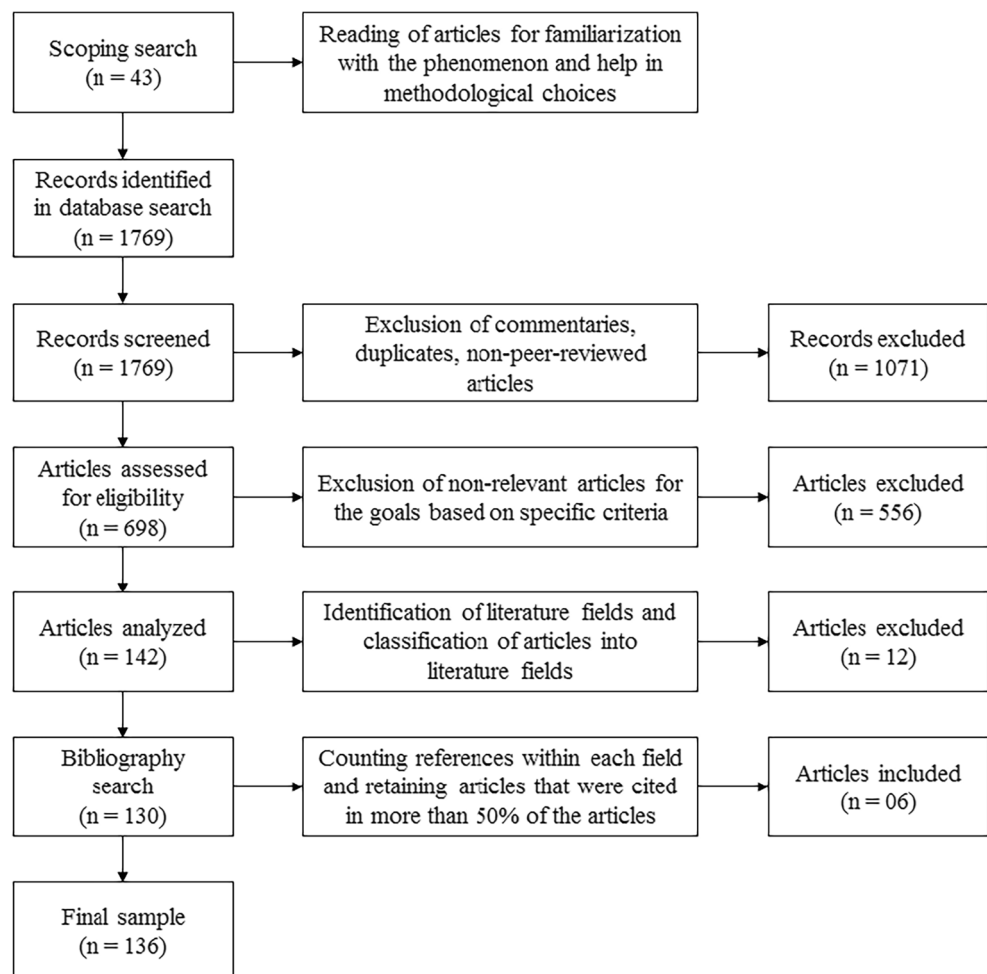 Scoping search
(n = 43)
Reading of articles for familiarization
with the phenomenon and help in
methodological choices
Records identified
in database search
(n = 1769)
Records screened
(n = 1769)
Exclusion of commentaries,
duplicates, non-peer-reviewed
articles
Records excluded
(n = 1071)
Articles assessed
for eligibility
(n = 698)
Exclusion of non-relevant articles for
the goals based on specific criteria
Articles excluded
(n = 556)
Articles analyzed
(n = 142)
Identification of literature fields and
classification of articles into
literature fields
Articles excluded
(n = 12)
Bibliography
search
(n = 130)
Counting references within each field
and retaining articles that were cited
in more than 50% of the articles
Articles included
(n = 06)
Final sample
(n = 136)